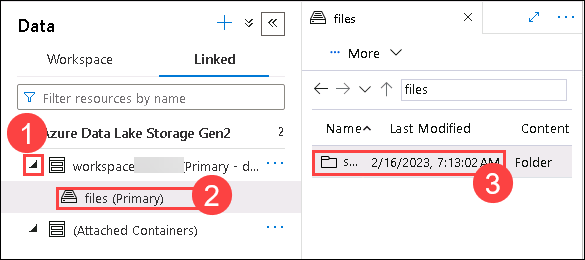 Data
Workspace
Linked
Filter resources by name
1
Azure Data Lake Storage Gen2 2
workspace (Primary - d... ...
files (Primary) 2
(Attached Containers) ...
files
... More
files
Name Last Modified Content
s... 2/16/2023, 7:13:02 AM Folder
3